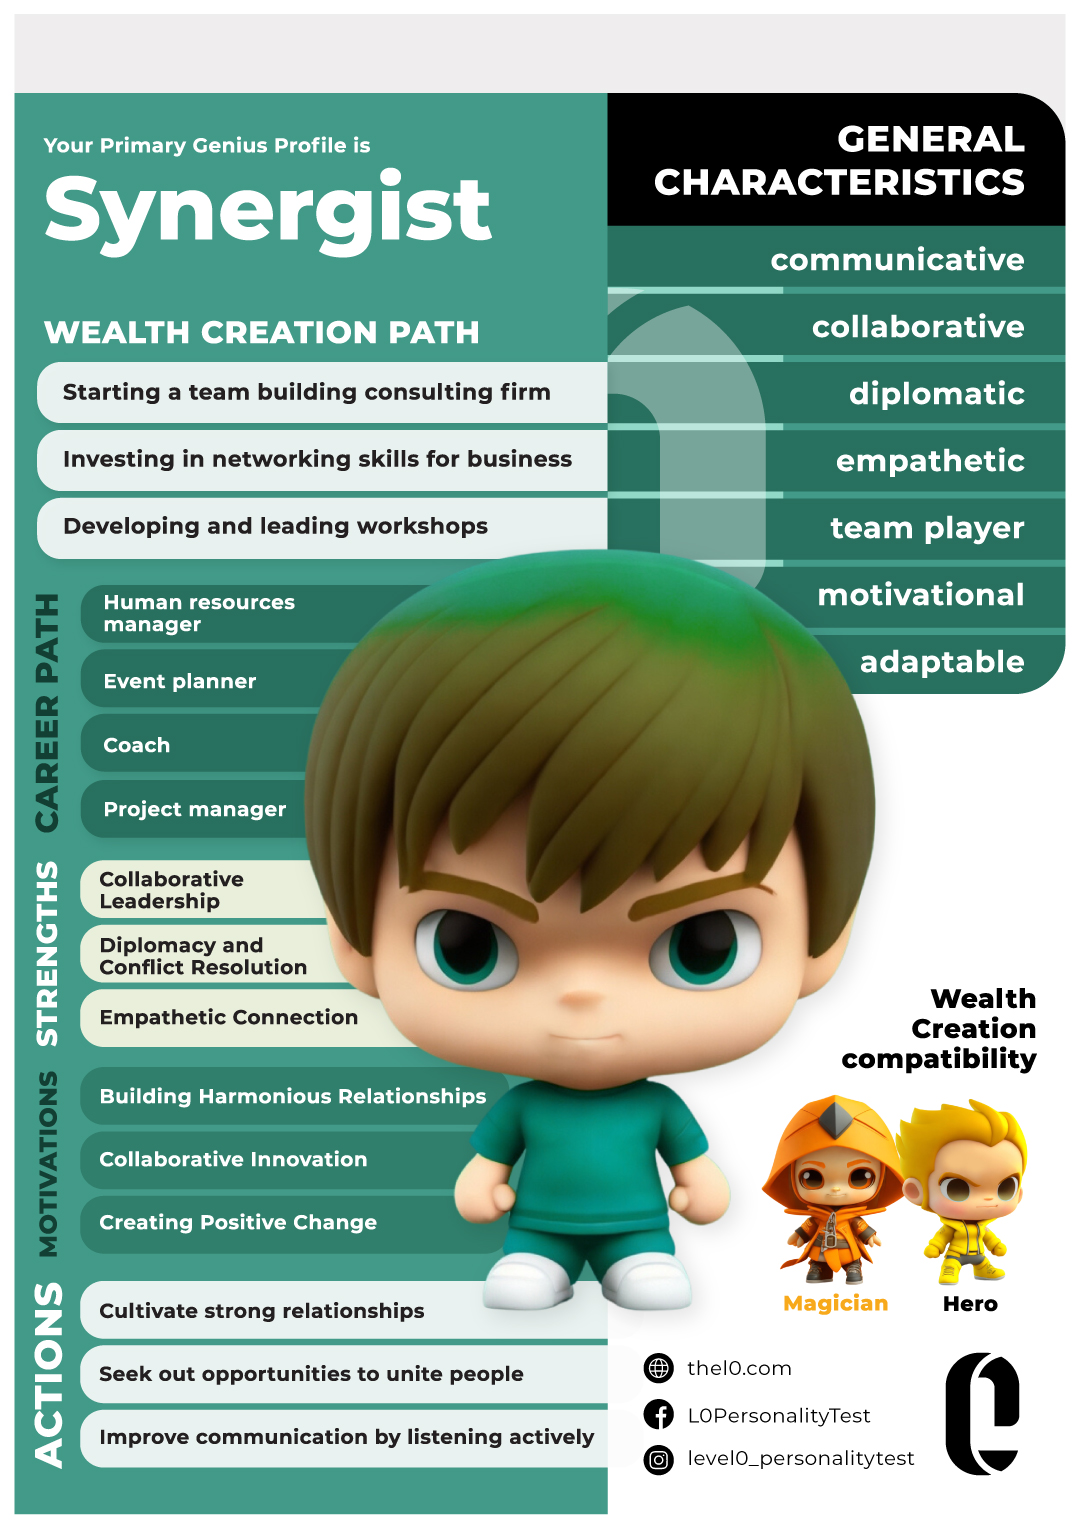 Your Primary Genius Profile is
Synergist
GENERAL
CHARACTERISTICS
communicative
collaborative
diplomatic
empathetic
team player
motivational
adaptable
WEALTH CREATION PATH
Starting a team building consulting firm
Investing in networking skills for business
Developing and leading workshops
CAREER PATH
Human resources
manager
Event planner
Coach
Project manager
STRENGTHS
Collaborative
Leadership
Diplomacy and
Conflict Resolution
Empathetic Connection
MOTIVATIONS
Building Harmonious Relationships
Collaborative Innovation
Creating Positive Change
ACTIONS
Cultivate strong relationships
Seek out opportunities to unite people
Improve communication by listening actively
Wealth
Creation
compatibility
Magician
Hero
thel0.com
L0PersonalityTest
level0_personalitytest